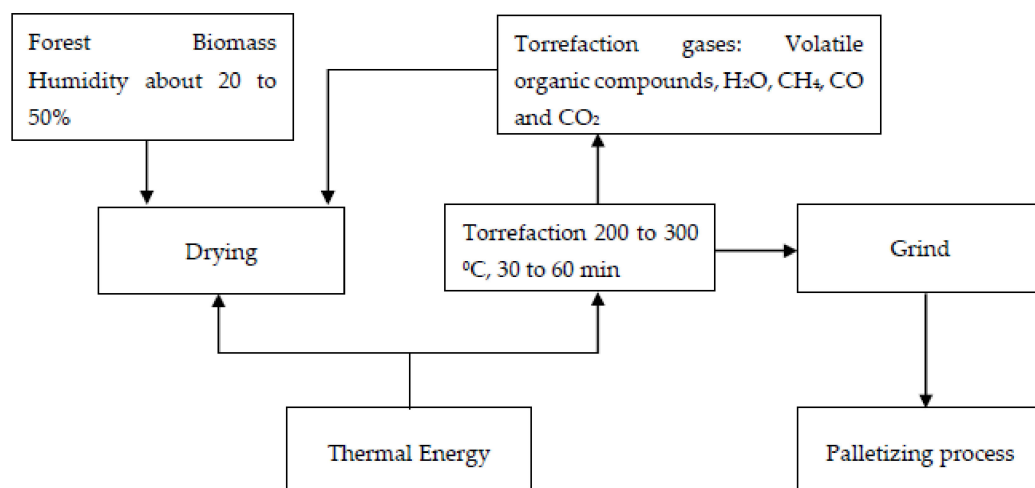 Forest Biomass
Humidity about 20 to
50%
Torrefaction gases: Volatile
organic compounds, H₂O, CH₄, CO
and CO₂
Drying
Torrefaction 200 to 300
⁰C, 30 to 60 min
Grind
Thermal Energy
Palletizing process